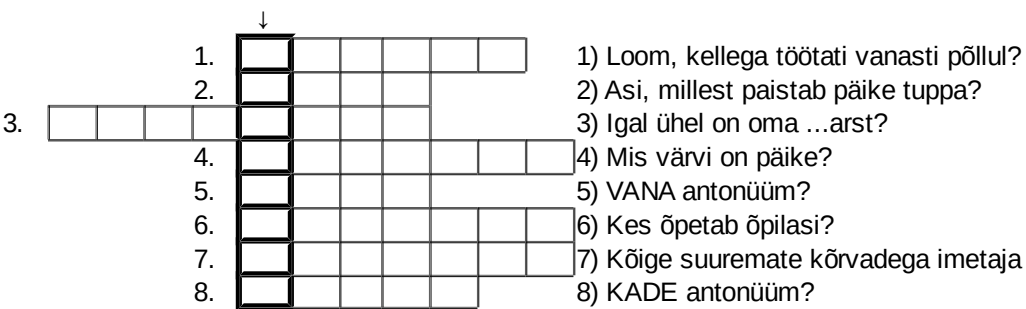 ↓
1. 1) Loom, kellega töötati vanasti põllul?
2. 2) Asi, millest paistab päike tuppa?
3. 3) Igal ühel on oma ...arst?
4. 4) Mis värvi on päike?
5. 5) VANA antonüüm?
6. 6) Kes õpetab õpilasi?
7. 7) Kõige suuremate kõrvadega imetaja
8. 8) KADE antonüüm?